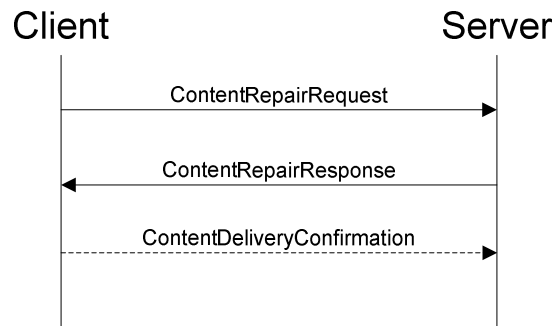 Client
Server
ContentRepairRequest
ContentRepairResponse
ContentDeliveryConfirmation